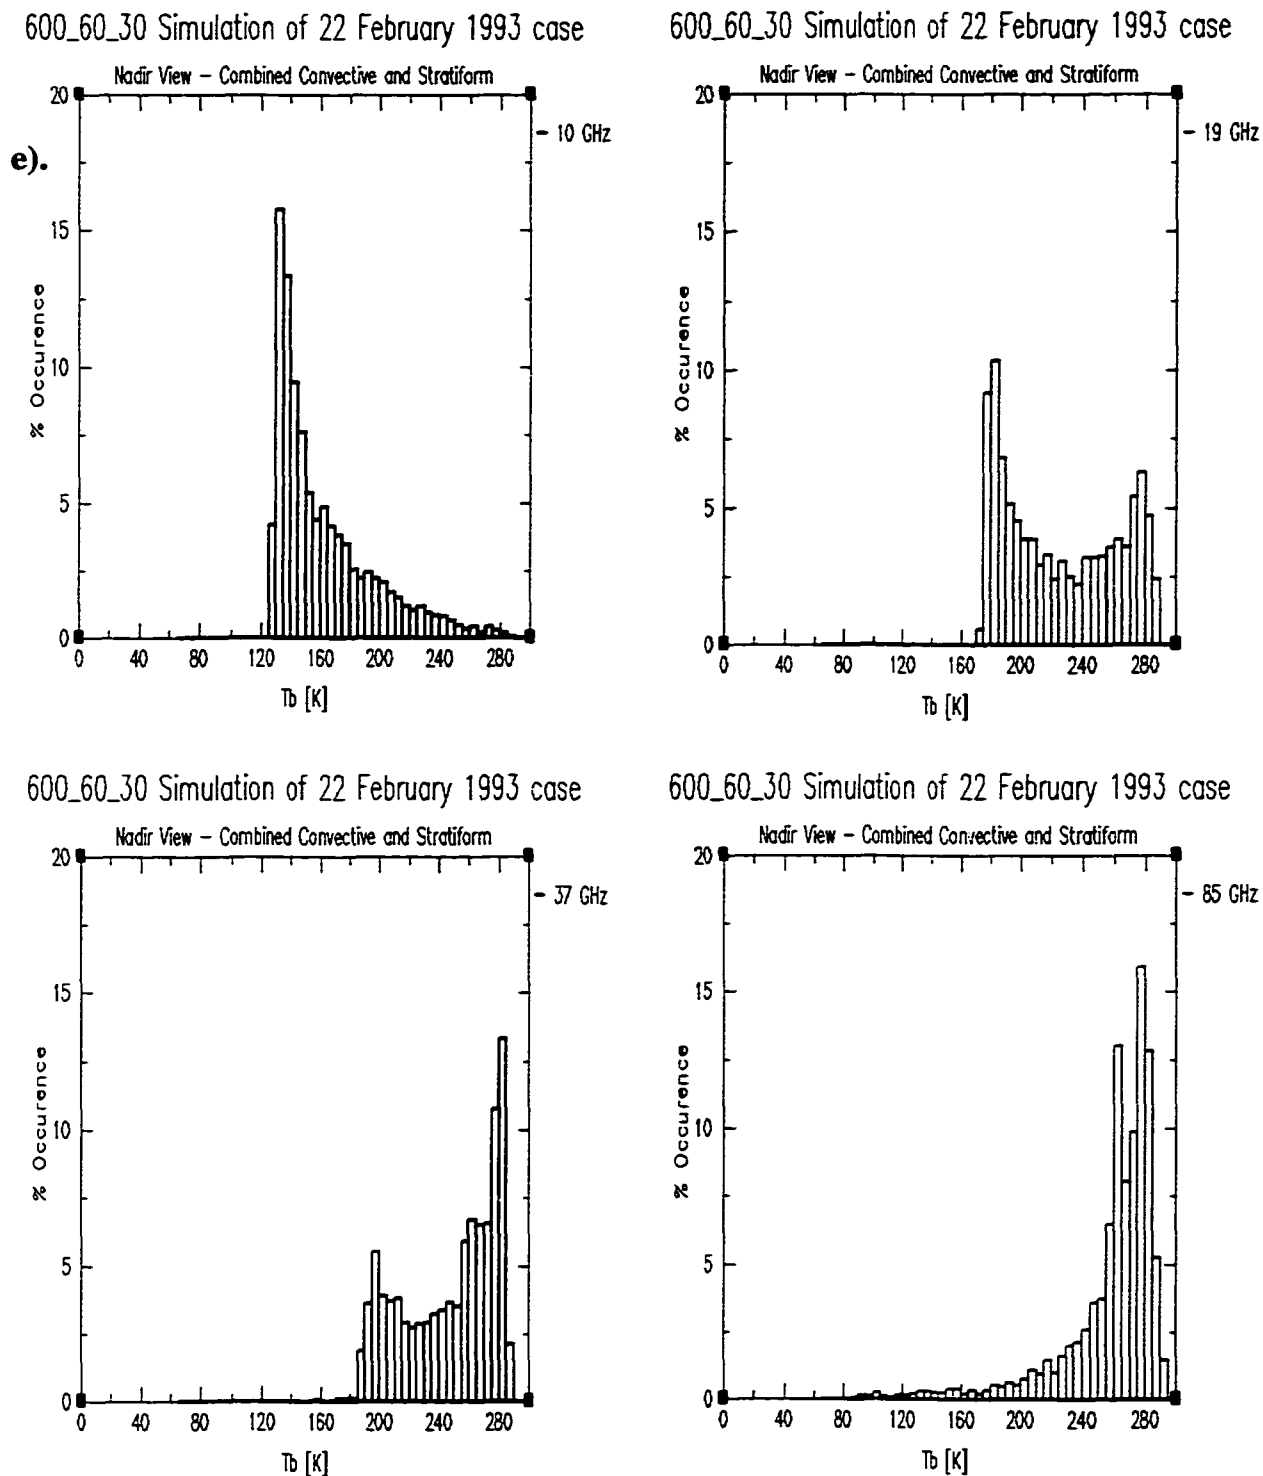 600_60_30 Simulation of 22 February 1993 case
Nadir View – Combined Convective and Stratiform
e).
20
15
10
5
0
% Occurence
– 10 GHz
0 40 80 120 160 200 240 280
Tb [K]
600_60_30 Simulation of 22 February 1993 case
Nadir View – Combined Convective and Stratiform
20
15
10
5
0
% Occurence
– 19 GHz
0 40 80 120 160 200 240 280
Tb [K]
600_60_30 Simulation of 22 February 1993 case
Nadir View – Combined Convective and Stratiform
20
15
10
5
0
% Occurence
– 37 GHz
0 40 80 120 160 200 240 280
Tb [K]
600_60_30 Simulation of 22 February 1993 case
Nadir View – Combined Convective and Stratiform
20
15
10
5
0
% Occurence
– 85 GHz
0 40 80 120 160 200 240 280
Tb [K]